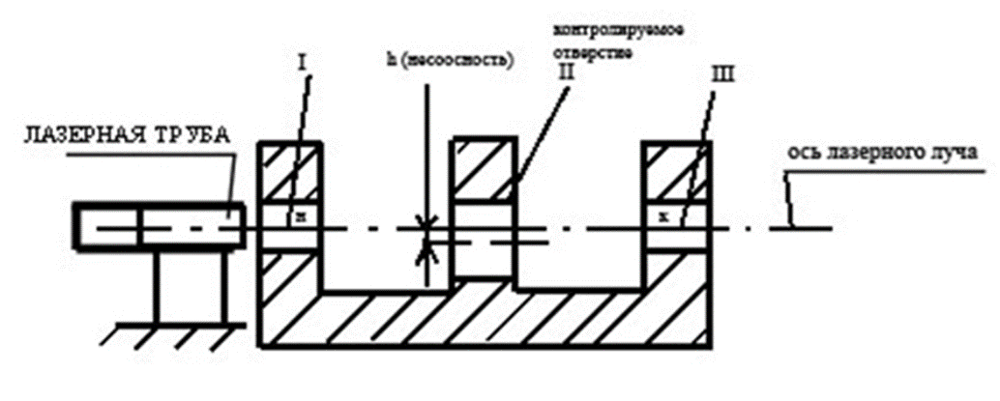 контролируемое
отверстие
I
h (несоосность)
II
III
ЛАЗЕРНАЯ ТРУБА
ось лазерного луча
н
к